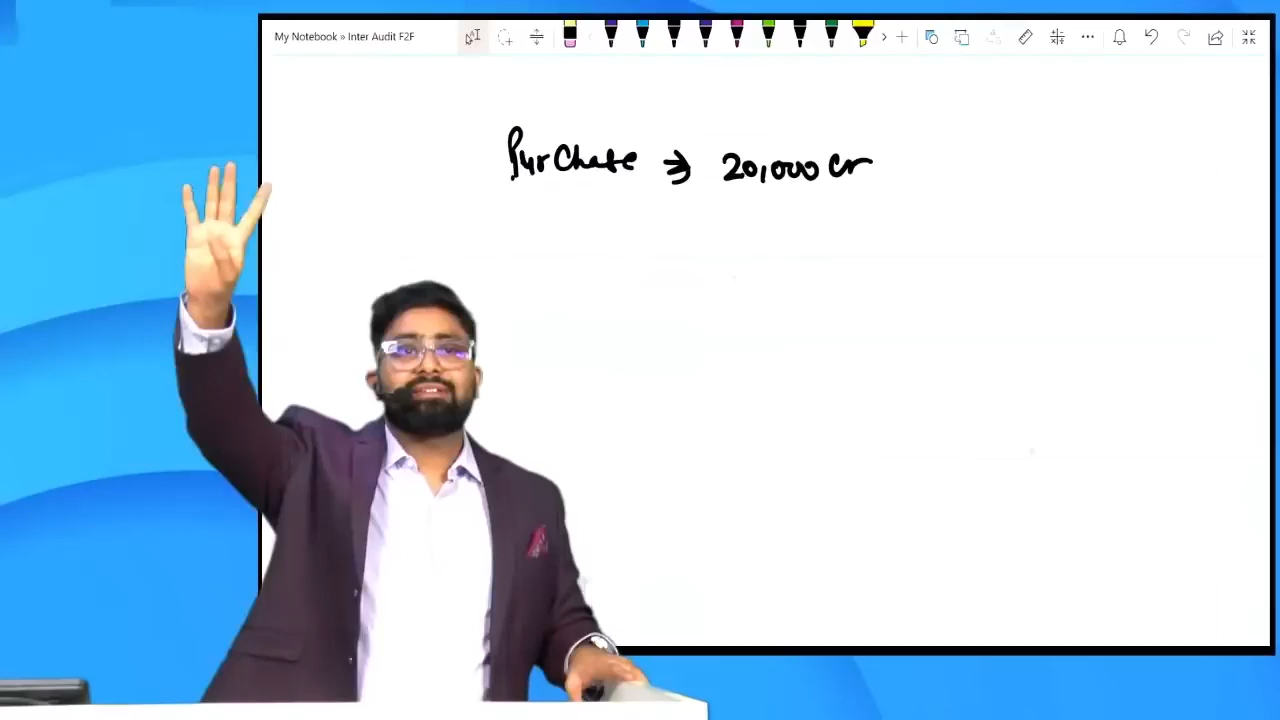 My Notebook » Inter Audit F2F
Purchase → 20,000 Cr